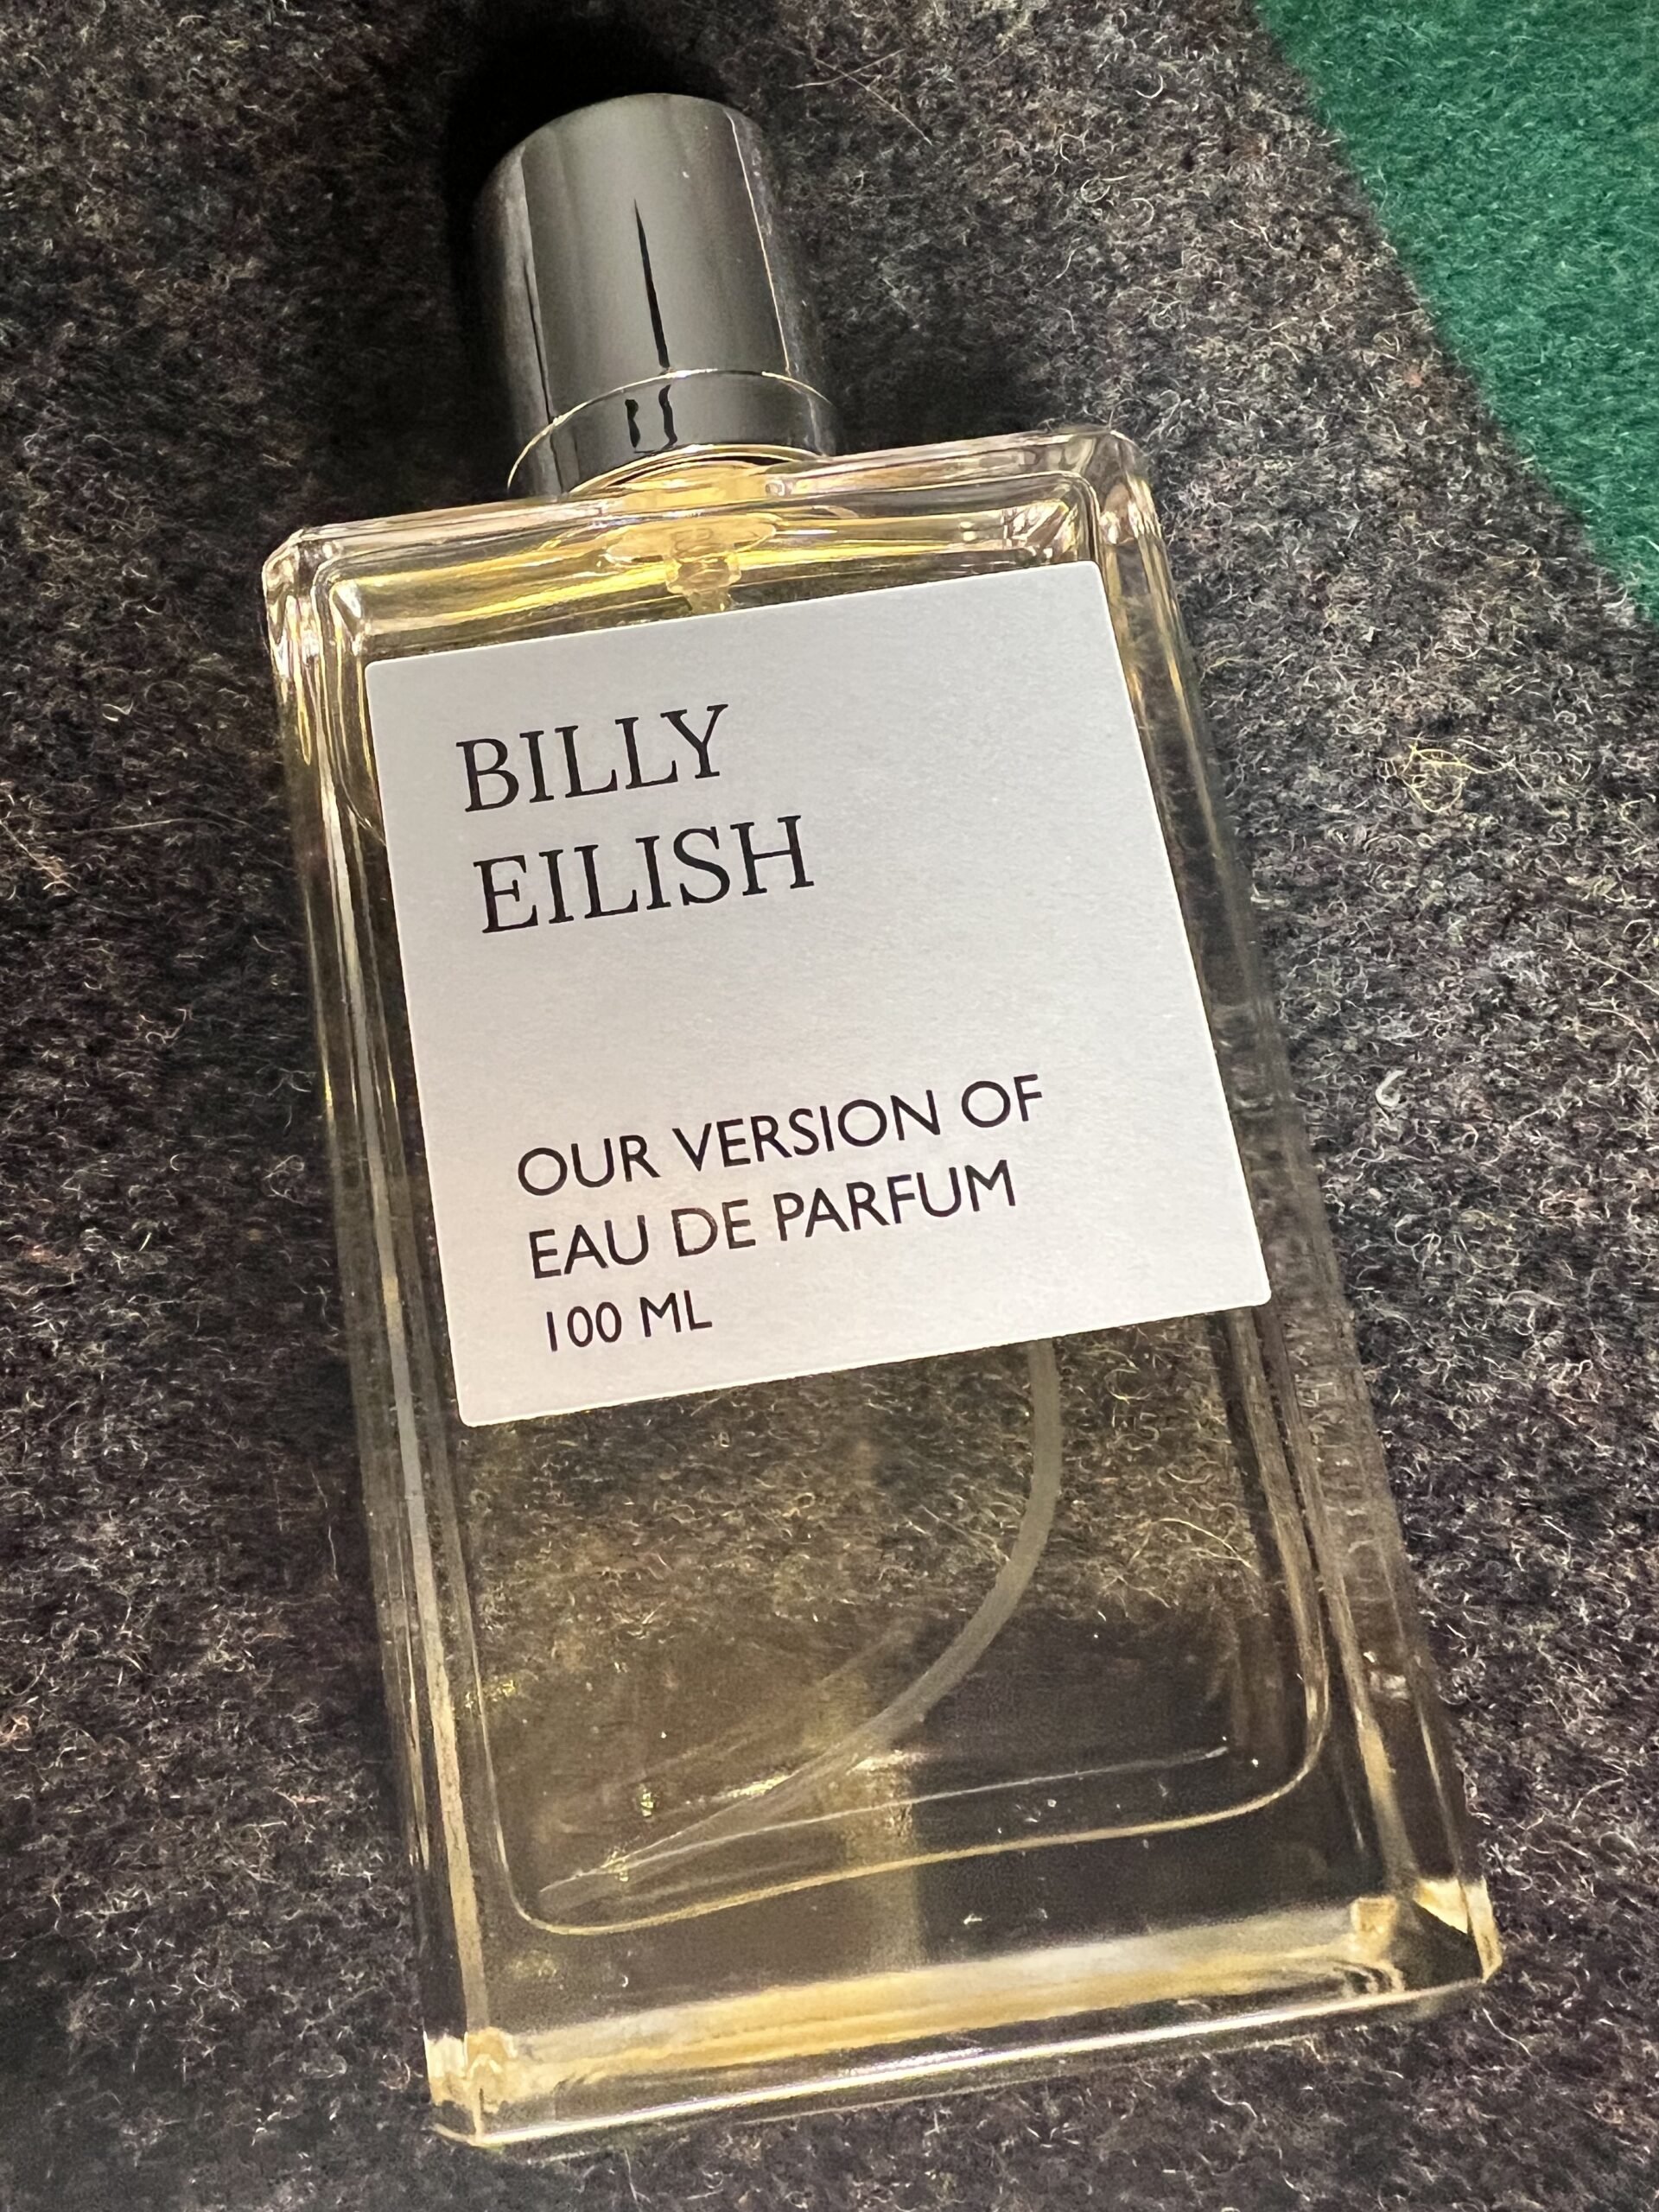 BILLY
EILISH
OUR VERSION OF
EAU DE PARFUM
100 ML